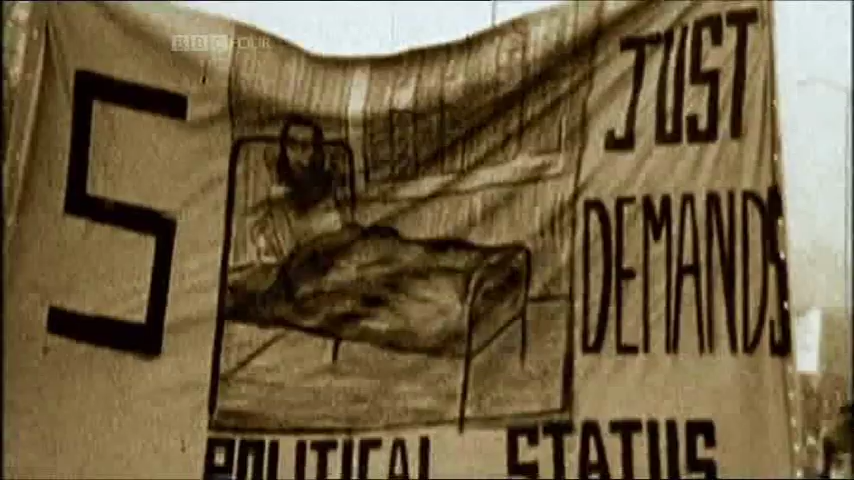 BBC FOUR
JUST
5
DEMANDS
POLITICAL STATUS